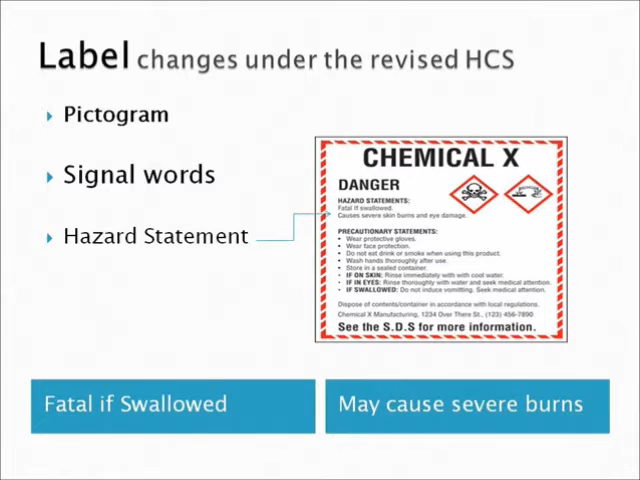 Label changes under the revised HCS
Pictogram
Signal words
Hazard Statement
CHEMICAL X
DANGER
HAZARD STATEMENTS:
Fatal If swallowed.
Causes severe skin burns and eye damage.
PRECAUTIONARY STATEMENTS:
Wear protective gloves.
Wear face protection.
Do not eat drink or smoke when using this product.
Wash hands thoroughly after use.
Store in a sealed container.
IF ON SKIN: Rinse immediately with with cool water.
IF IN EYES: Rinse thoroughly with water and seek medical attention.
IF SWALLOWED: Do not induce vomitting. Seek medical attention.
Dispose of contents/container in accordance with local regulations.
Chemical X Manufacturing, 1234 Over There St., (123) 456-7890
See the S.D.S for more information.
Fatal if Swallowed
May cause severe burns